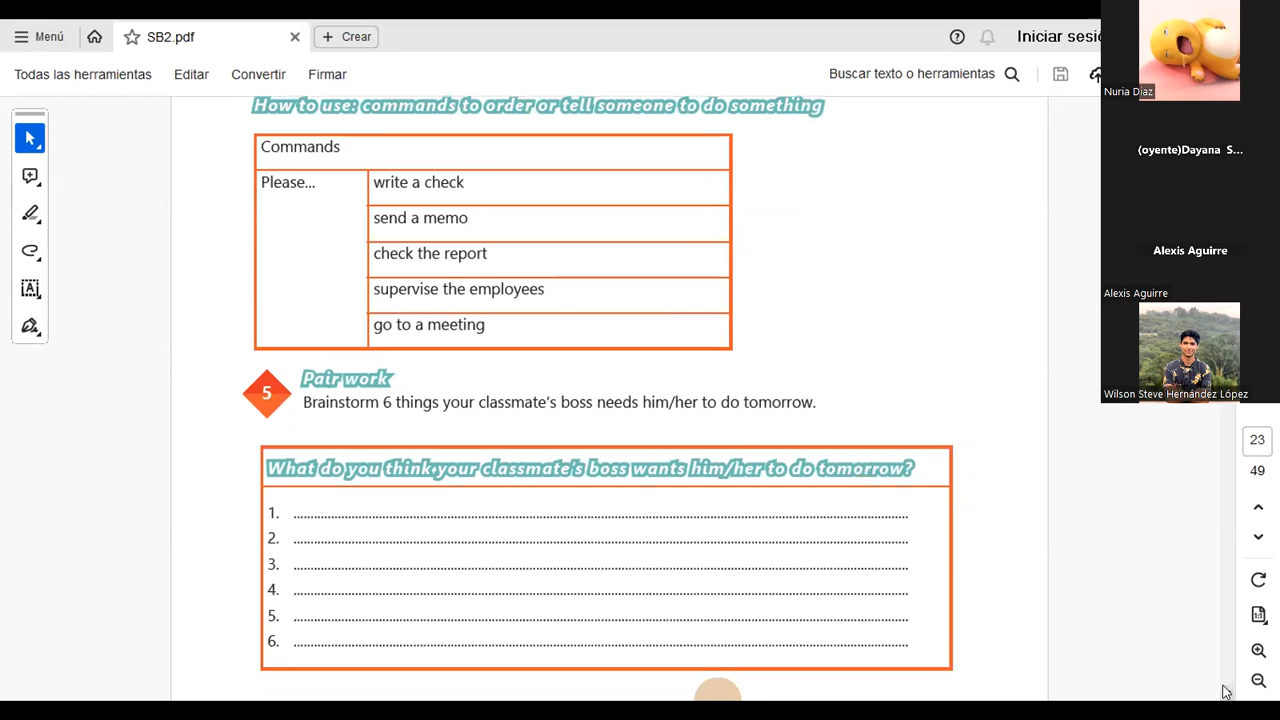 Menú
SB2.pdf
Crear
Iniciar sesió
Todas las herramientas
Editar
Convertir
Firmar
Buscar texto o herramientas
How to use: commands to order or tell someone to do something
Commands
Please...
write a check
send a memo
check the report
supervise the employees
go to a meeting
5
Pair work
Brainstorm 6 things your classmate's boss needs him/her to do tomorrow.
What do you think your classmate's boss wants him/her to do tomorrow?
1. ....................................................................................
2. ....................................................................................
3. ....................................................................................
4. ....................................................................................
5. ....................................................................................
6. ....................................................................................
Nuria Diaz
(oyente)Dayana S...
Alexis Aguirre
Alexis Aguirre
Wilson Steve Hernández López
23
49